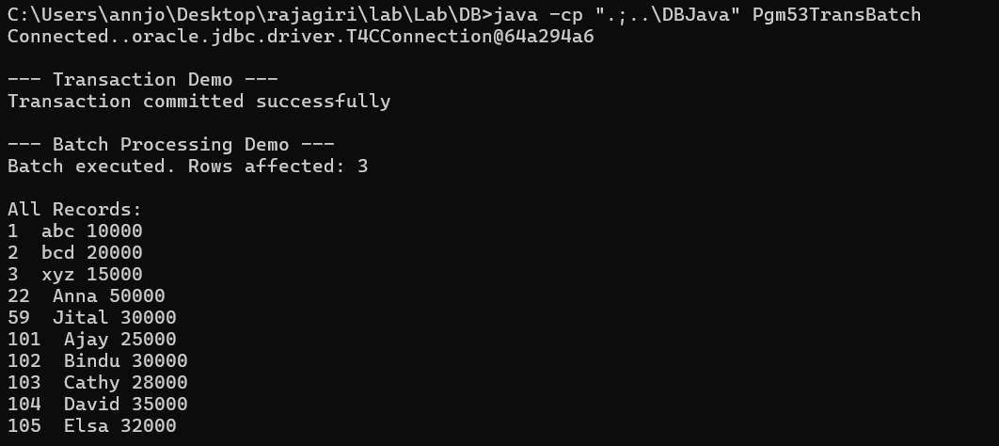 C:\Users\annjo\Desktop\rajagiri\lab\Lab\DB>java -cp ".;..\DBJava" Pgm53TransBatch
Connected..oracle.jdbc.driver.T4CConnection@64a294a6
--- Transaction Demo ---
Transaction committed successfully
--- Batch Processing Demo ---
Batch executed. Rows affected: 3
All Records:
1  abc 10000
2  bcd 20000
3  xyz 15000
22  Anna 50000
59  Jital 30000
101  Ajay 25000
102  Bindu 30000
103  Cathy 28000
104  David 35000
105  Elsa 32000